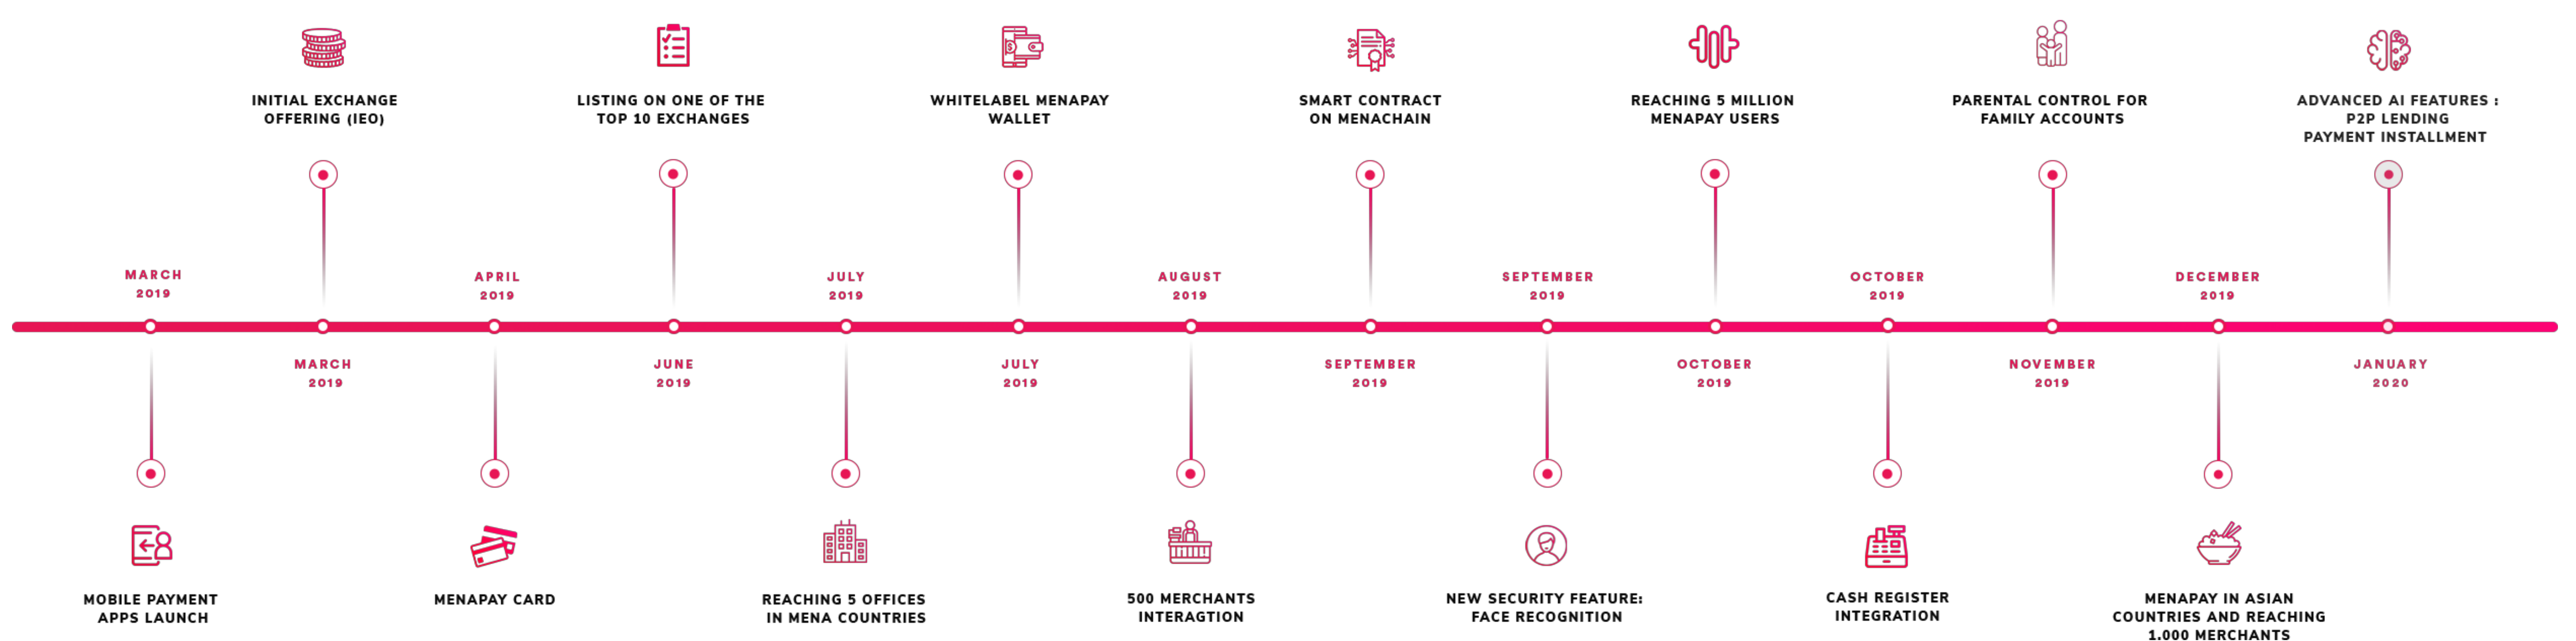 INITIAL EXCHANGE
OFFERING (IEO)
LISTING ON ONE OF THE
TOP 10 EXCHANGES
WHITELABEL MENAPAY
WALLET
SMART CONTRACT
ON MENACHAIN
REACHING 5 MILLION
MENAPAY USERS
PARENTAL CONTROL FOR
FAMILY ACCOUNTS
ADVANCED AI FEATURES :
P2P LENDING
PAYMENT INSTALLMENT
MARCH
2019
APRIL
2019
JULY
2019
AUGUST
2019
SEPTEMBER
2019
OCTOBER
2019
DECEMBER
2019
MARCH
2019
JUNE
2019
JULY
2019
SEPTEMBER
2019
OCTOBER
2019
NOVEMBER
2019
JANUARY
2020
MOBILE PAYMENT
APPS LAUNCH
MENAPAY CARD
REACHING 5 OFFICES
IN MENA COUNTRIES
500 MERCHANTS
INTERAGTION
NEW SECURITY FEATURE:
FACE RECOGNITION
CASH REGISTER
INTEGRATION
MENAPAY IN ASIAN
COUNTRIES AND REACHING
1.000 MERCHANTS